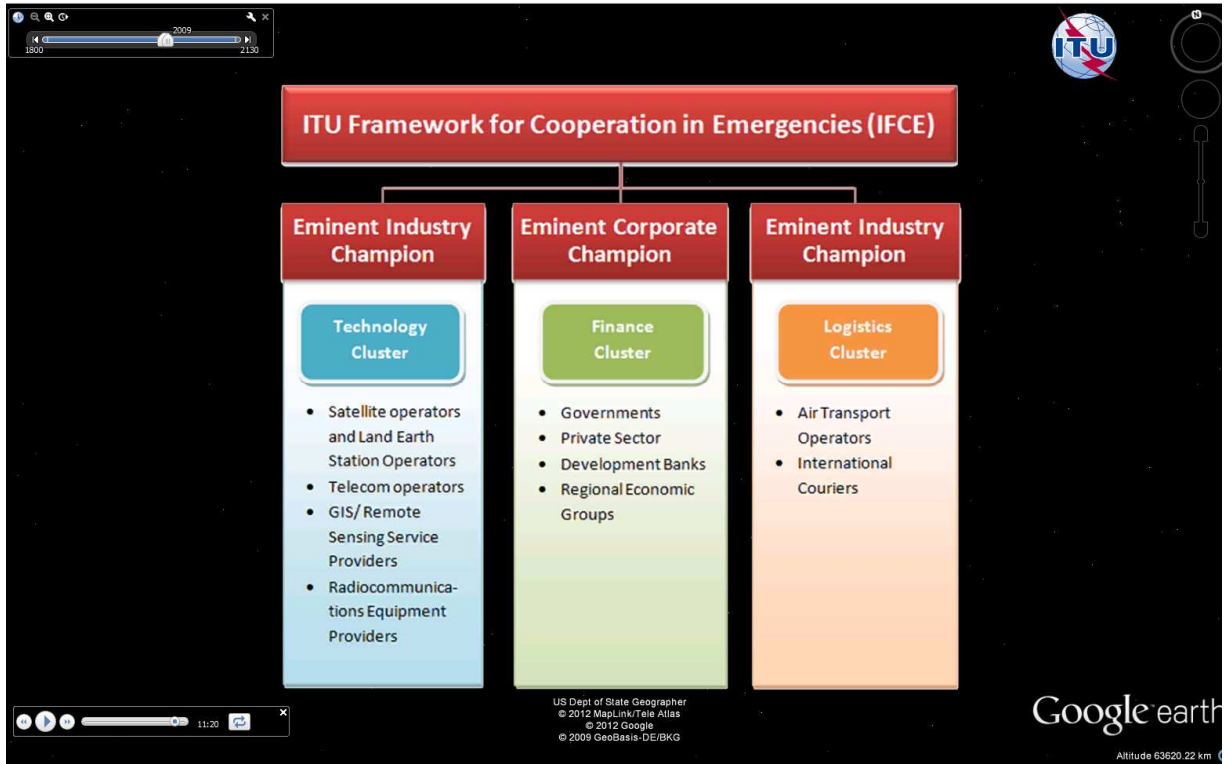 2009
1800
2130
ITU
N
ITU Framework for Cooperation in Emergencies (IFCE)
Eminent Industry
Champion
Technology
Cluster
• Satellite operators
and Land Earth
Station Operators
• Telecom operators
• GIS/ Remote
Sensing Service
Providers
• Radiocommunica-
tions Equipment
Providers
Eminent Corporate
Champion
Finance
Cluster
• Governments
• Private Sector
• Development Banks
• Regional Economic
Groups
Eminent Industry
Champion
Logistics
Cluster
• Air Transport
Operators
• International
Couriers
11:20
US Dept of State Geographer
© 2012 MapLink/Tele Atlas
© 2012 Google
© 2009 GeoBasis-DE/BKG
Google earth
Altitude 63620.22 km